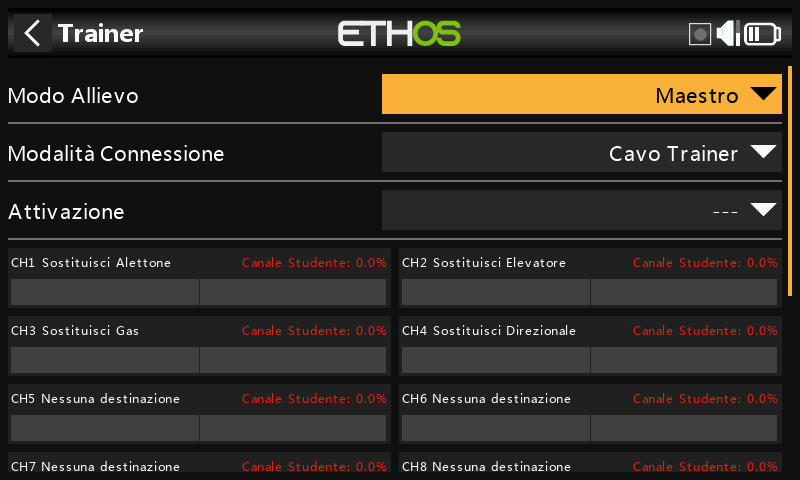 Trainer
ETHOS
Modo Allievo
Maestro
Modalità Connessione
Cavo Trainer
Attivazione
---
CH1 Sostituisci Alettone
Canale Studente: 0.0%
CH2 Sostituisci Elevatore
Canale Studente: 0.0%
CH3 Sostituisci Gas
Canale Studente: 0.0%
CH4 Sostituisci Direzionale
Canale Studente: 0.0%
CH5 Nessuna destinazione
Canale Studente: 0.0%
CH6 Nessuna destinazione
Canale Studente: 0.0%
CH7 Nessuna destinazione
Canale Studente: 0.0%
CH8 Nessuna destinazione
Canale Studente: 0.0%